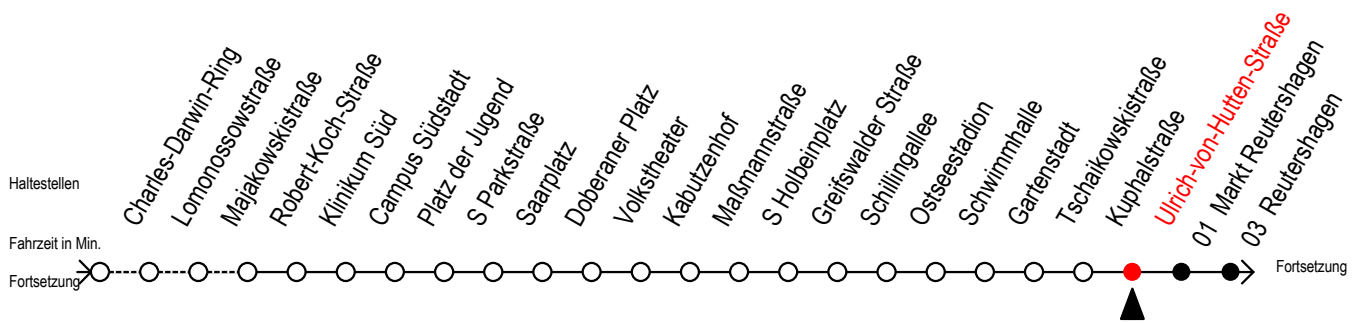 Haltestellen
Charles-Darwin-Ring
Lomonossowstraße
Majakowskistraße
Robert-Koch-Straße
Klinikum Süd
Campus Südstadt
Platz der Jugend
S Parkstraße
Saarplatz
Doberaner Platz
Volkstheater
Kabutzenhof
Maßmannstraße
S Holbeinplatz
Greifswalder Straße
Schillingallee
Ostseestadion
Schwimmhalle
Gartenstadt
Tschaikowskistraße
Kuphalstraße
Ulrich-von-Hutten-Straße
01 Markt Reutershagen
03 Reutershagen
Fahrzeit in Min.
Fortsetzung
Fortsetzung